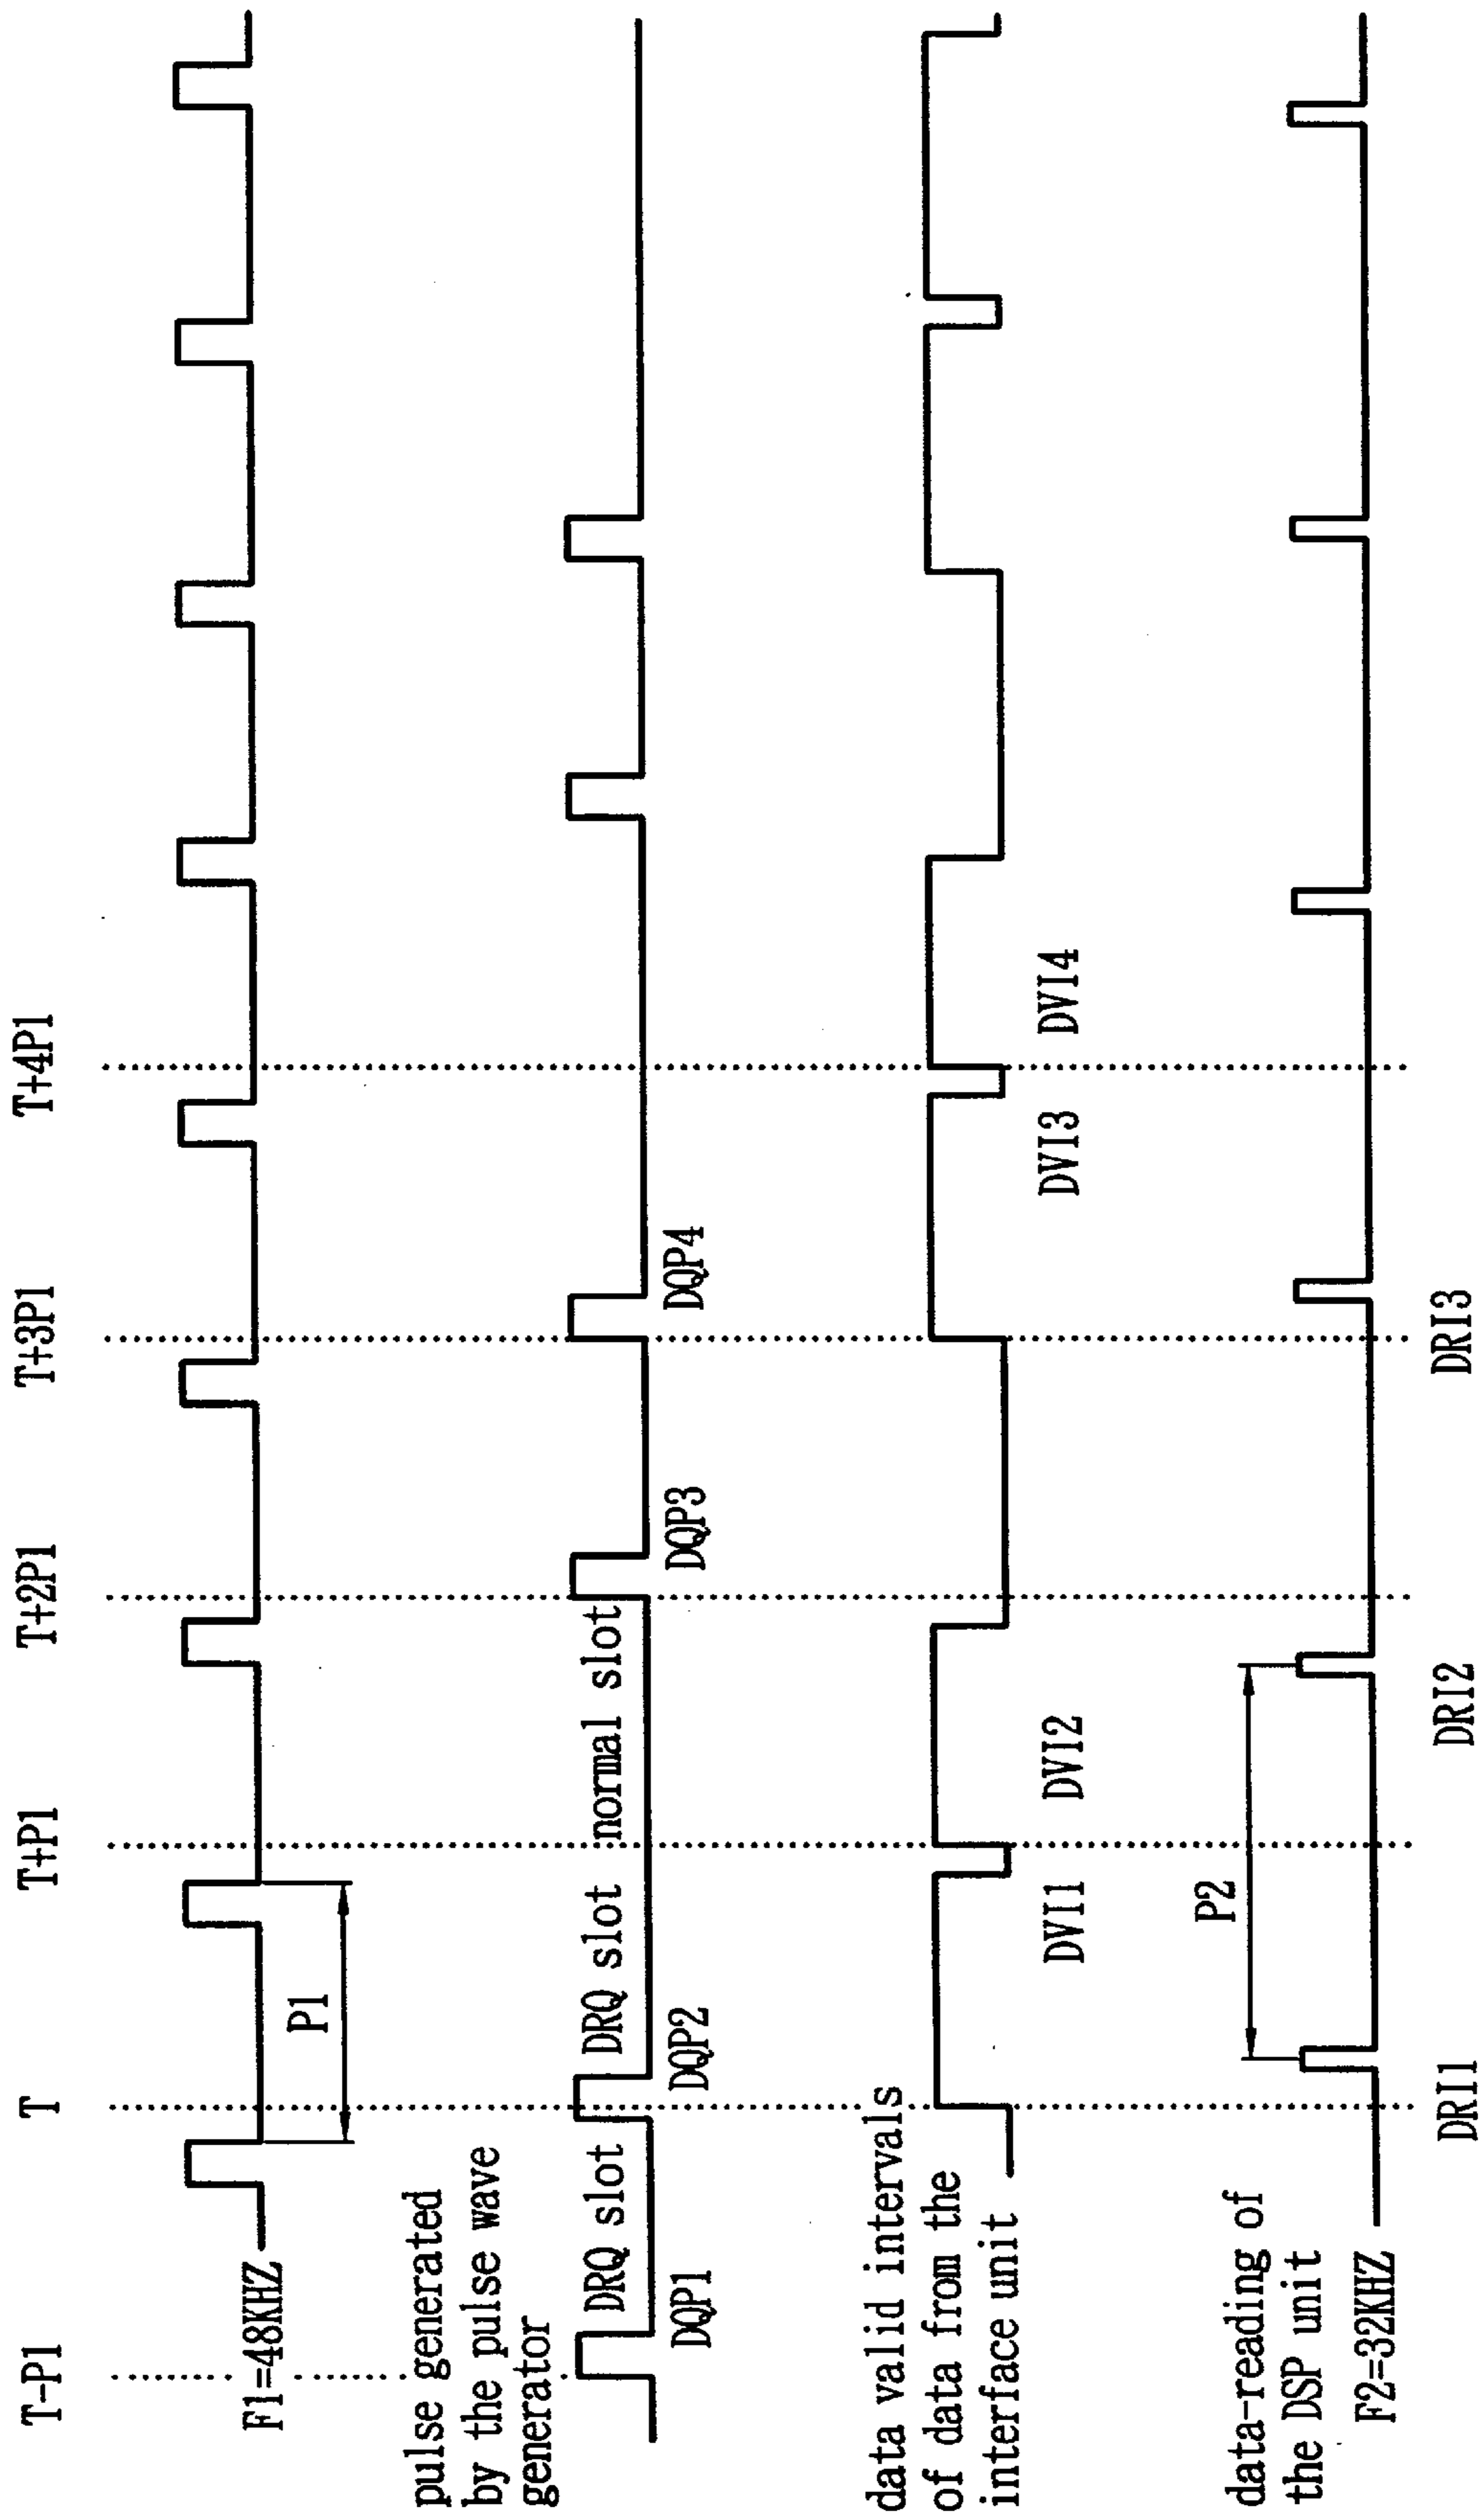 T-P1
T
T+P1
T+2P1
T+3P1
T+4P1
F1=48KHZ
P1
pulse generated
by the pulse wave
generator
DRQ slot
DRQ slot
normal slot
DQP1
DQP2
DQP3
DQP4
data valid intervals
of data from the
interface unit
DVI1
DVI2
DVI3
DVI4
data-reading of
the DSP unit
P2
F2=32KHZ
DRI1
DRI2
DRI3